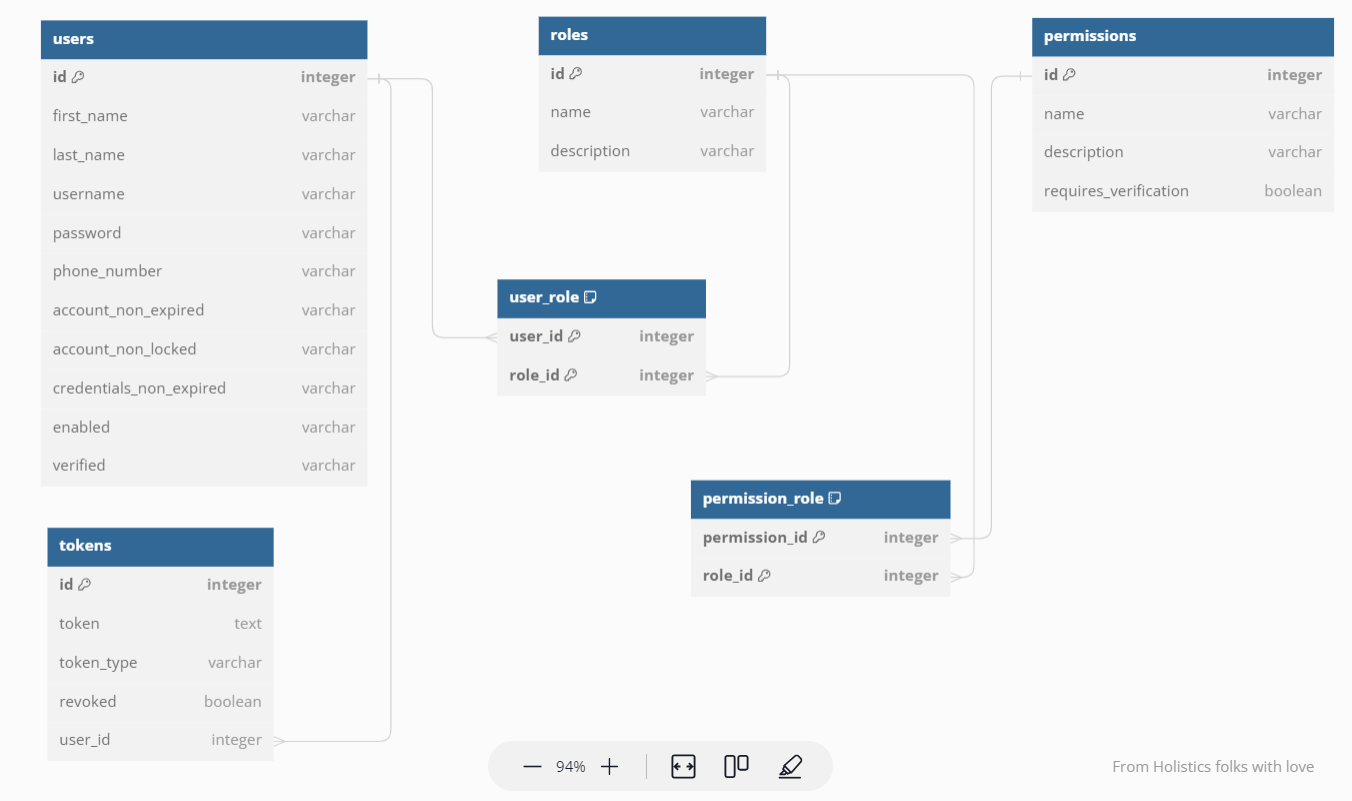 users
id integer
first_name varchar
last_name varchar
username varchar
password varchar
phone_number varchar
account_non_expired varchar
account_non_locked varchar
credentials_non_expired varchar
enabled varchar
verified varchar
tokens
id integer
token text
token_type varchar
revoked boolean
user_id integer
roles
id integer
name varchar
description varchar
user_role
user_id integer
role_id integer
permission_role
permission_id integer
role_id integer
permissions
id integer
name varchar
description varchar
requires_verification boolean
94%
From Holistics folks with love